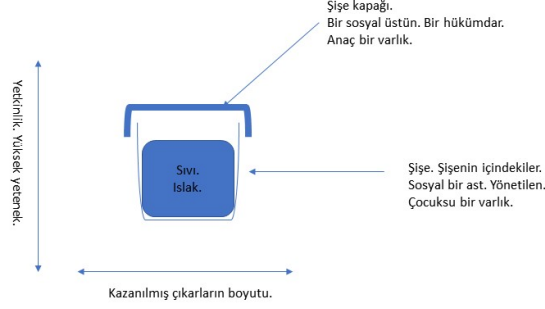 Şişe kapağı.
Bir sosyal üstün. Bir hükümdar.
Anaç bir varlık.
Yetkinlik. Yüksek yetenek.
Sıvı.
Islak.
Şişe. Şişenin içindekiler.
Sosyal bir ast. Yönetilen.
Çocuksu bir varlık.
Kazanılmış çıkarların boyutu.